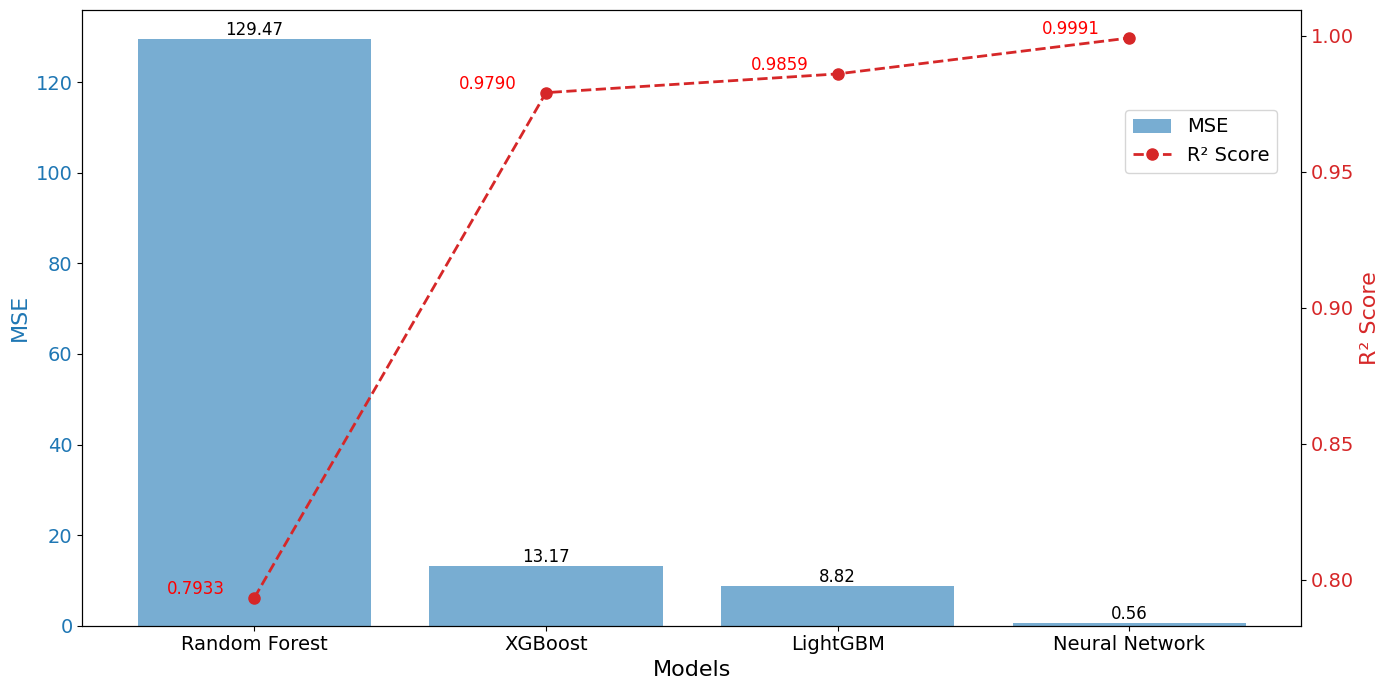 129.47
0.9991
0.9859
0.9790
1.00
120
MSE
R² Score
100
0.95
80
0.90
60
MSE
R² Score
40
0.85
20
13.17
8.82
0.7933
0.80
0.56
0
Random Forest
XGBoost
LightGBM
Neural Network
Models